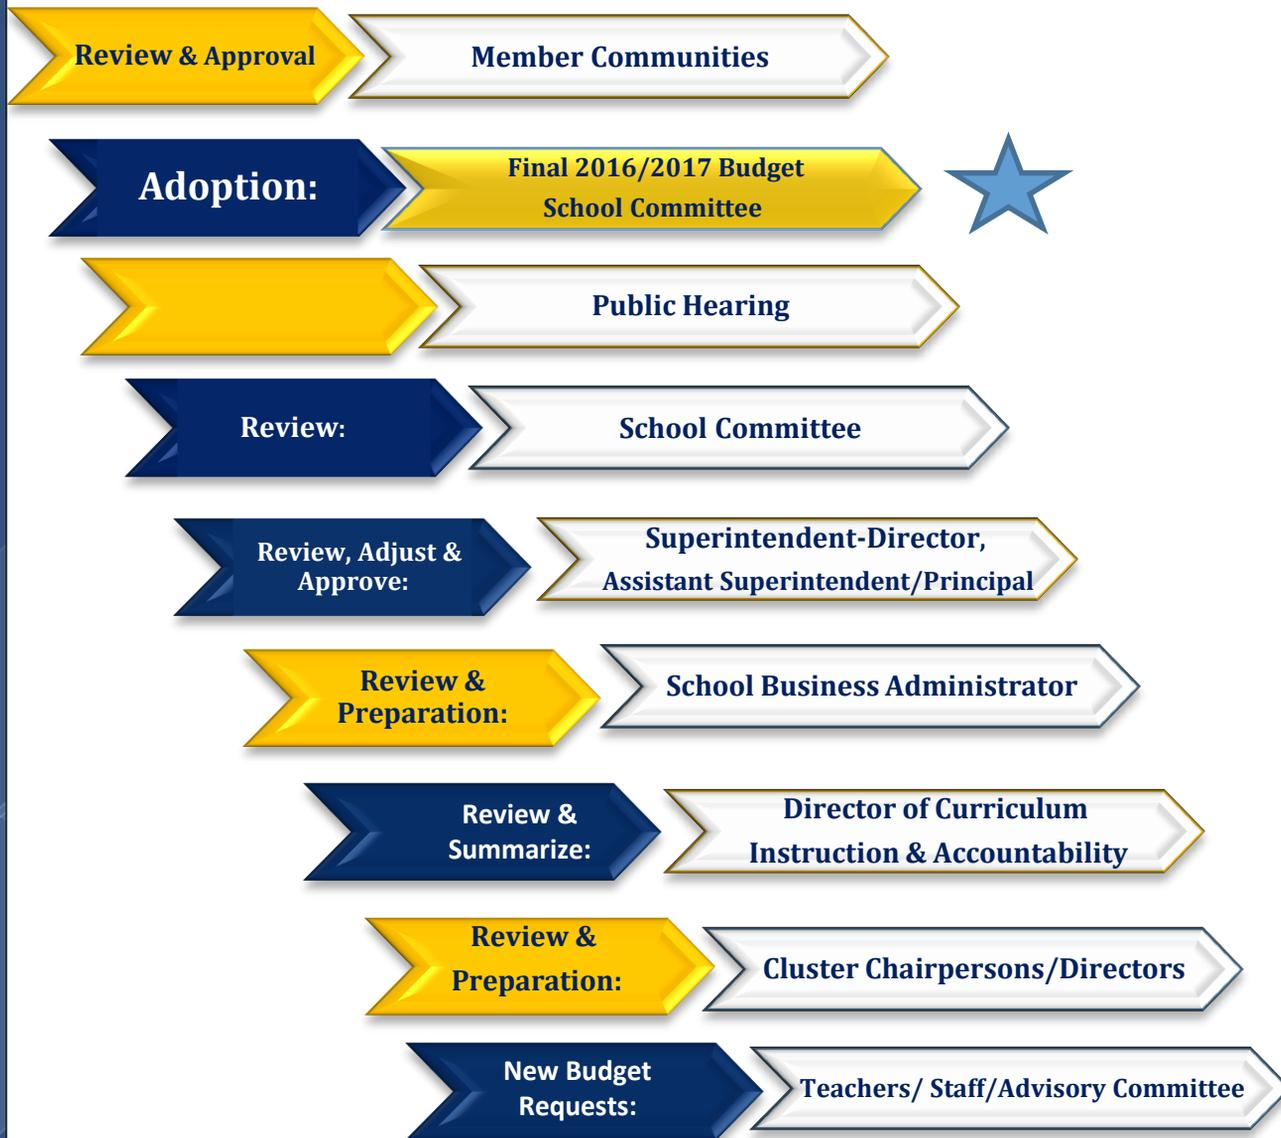 Review & Approval
Member Communities
Adoption:
Final 2016/2017 Budget
School Committee
Public Hearing
Review:
School Committee
Review, Adjust &
Approve:
Superintendent-Director,
Assistant Superintendent/Principal
Review &
Preparation:
School Business Administrator
Review &
Summarize:
Director of Curriculum
Instruction & Accountability
Review &
Preparation:
Cluster Chairpersons/Directors
New Budget
Requests:
Teachers/ Staff/Advisory Committee